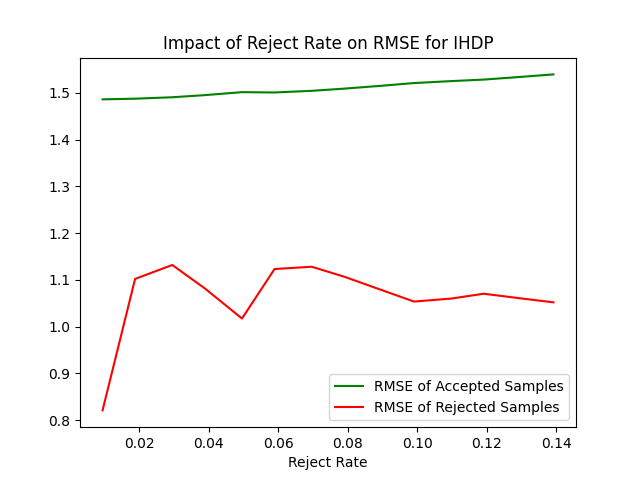 Impact of Reject Rate on RMSE for IHDP
1.5
1.4
1.3
1.2
1.1
1.0
0.9
0.8
RMSE of Accepted Samples
RMSE of Rejected Samples
0.02 0.04 0.06 0.08 0.10 0.12 0.14
Reject Rate